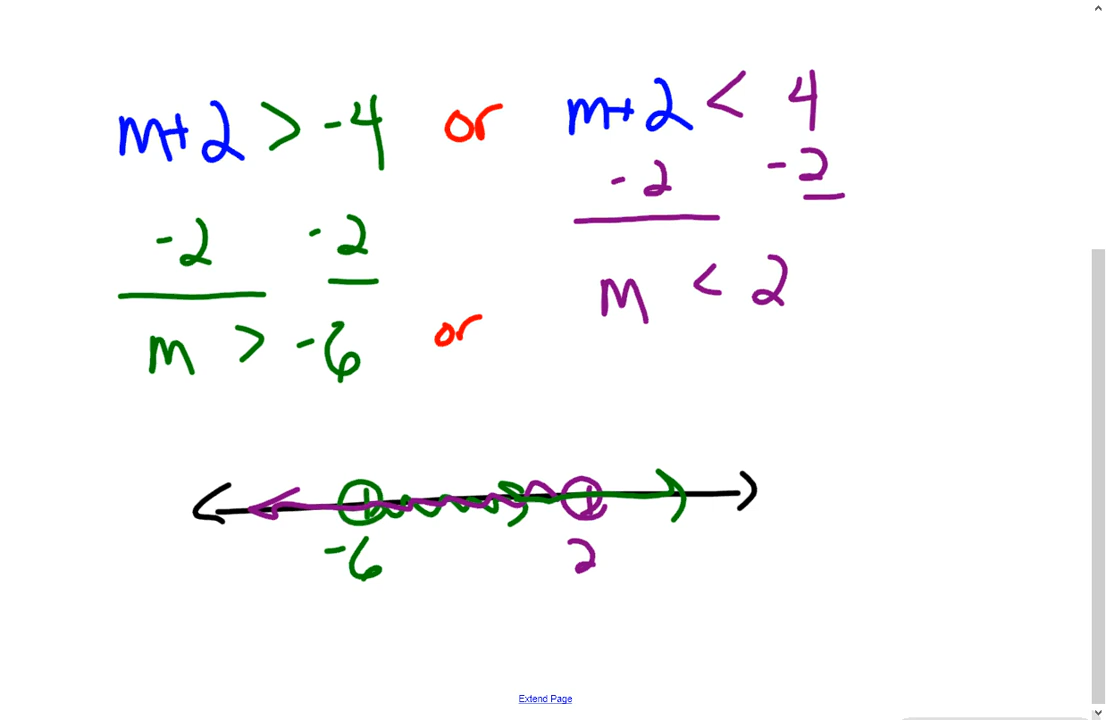 m+2 > -4 or m+2 < 4
-2 -2
-2 -2
m < 2
m > -6 or
-6 2
Extend Page